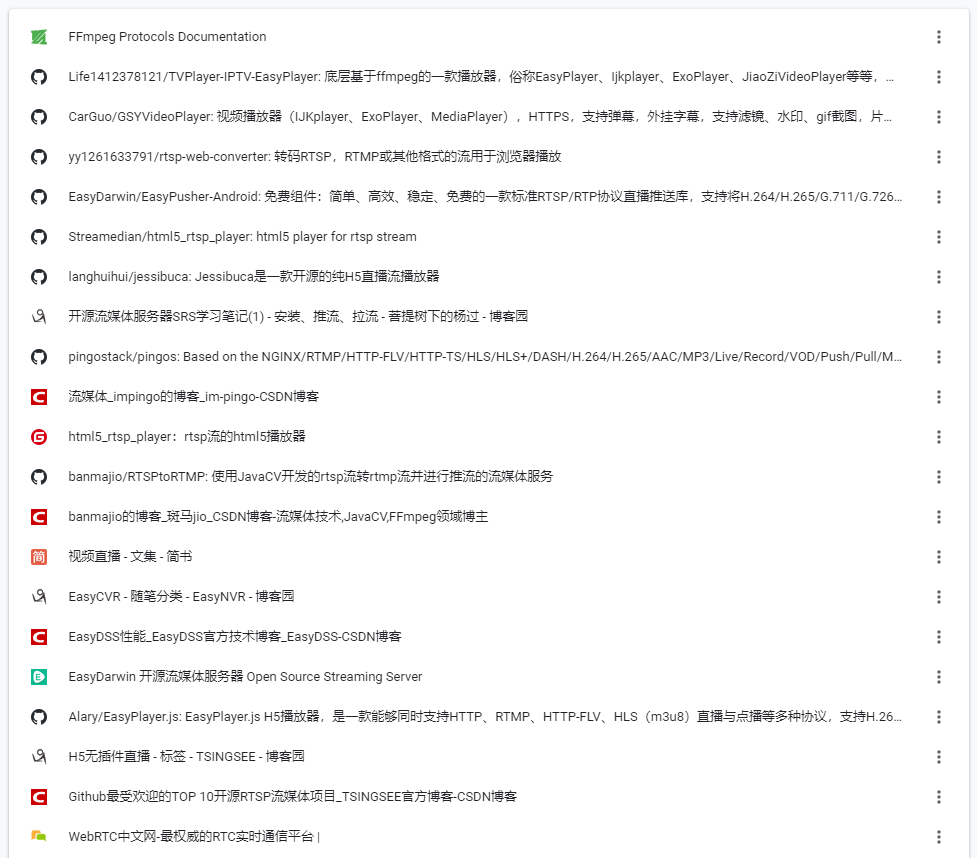 FFmpeg Protocols Documentation
Life1412378121/TVPlayer-IPTV-EasyPlayer: 底层基于ffmpeg的一款播放器，俗称EasyPlayer、Ijkplayer、ExoPlayer、JiaoZiVideoPlayer等等，...
CarGuo/GSYVideoPlayer: 视频播放器（IJKplayer、ExoPlayer、MediaPlayer），HTTPS，支持弹幕，外挂字幕，支持滤镜、水印、gif截图，片...
yy1261633791/rtsp-web-converter: 转码RTSP，RTMP或其他格式的流用于浏览器播放
EasyDarwin/EasyPusher-Android: 免费组件：简单、高效、稳定、免费的一款标准RTSP/RTP协议直播推送库，支持将H.264/H.265/G.711/G.726...
Streamedian/html5_rtsp_player: html5 player for rtsp stream
langhuihui/jessibuca: Jessibuca是一款开源的纯H5直播流播放器
开源流媒体服务器SRS学习笔记(1) - 安装、推流、拉流 - 菩提树下的杨过 - 博客园
pingostack/pingos: Based on the NGINX/RTMP/HTTP-FLV/HTTP-TS/HLS/HLS+/DASH/H.264/H.265/AAC/MP3/Live/Record/VOD/Push/Pull/M...
流媒体_impingo的博客_im-pingo-CSDN博客
html5_rtsp_player：rtsp流的html5播放器
banmajio/RTSPtoRTMP: 使用JavaCV开发的rtsp流转rtmp流并进行推流的流媒体服务
banmajio的博客_斑马jio_CSDN博客-流媒体技术,JavaCV,FFmpeg领域博主
简 视频直播 - 文集 - 简书
EasyCVR - 随笔分类 - EasyNVR - 博客园
EasyDSS性能_EasyDSS官方技术博客_EasyDSS-CSDN博客
EasyDarwin 开源流媒体服务器 Open Source Streaming Server
Alary/EasyPlayer.js: EasyPlayer.js H5播放器，是一款能够同时支持HTTP、RTMP、HTTP-FLV、HLS（m3u8）直播与点播等多种协议，支持H.26...
H5无插件直播 - 标签 - TSINGSEE - 博客园
Github最受欢迎的TOP 10开源RTSP流媒体项目_TSINGSEE官方博客-CSDN博客
WebRTC中文网-最权威的RTC实时通信平台 |